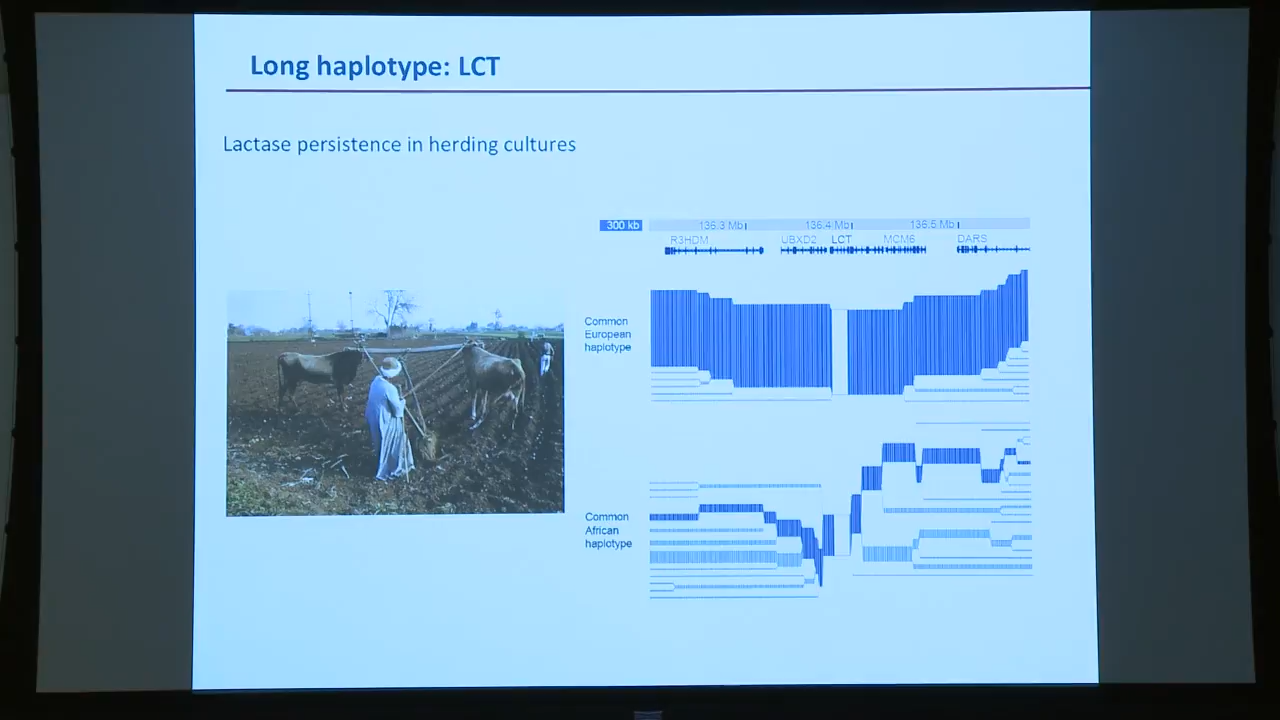 Long haplotype: LCT
Lactase persistence in herding cultures
300 kb 136.3 Mb 136.4 Mb 136.5 Mb
R3HDM UBXD2 LCT MCM6 DARS
Common
European
haplotype
Common
African
haplotype